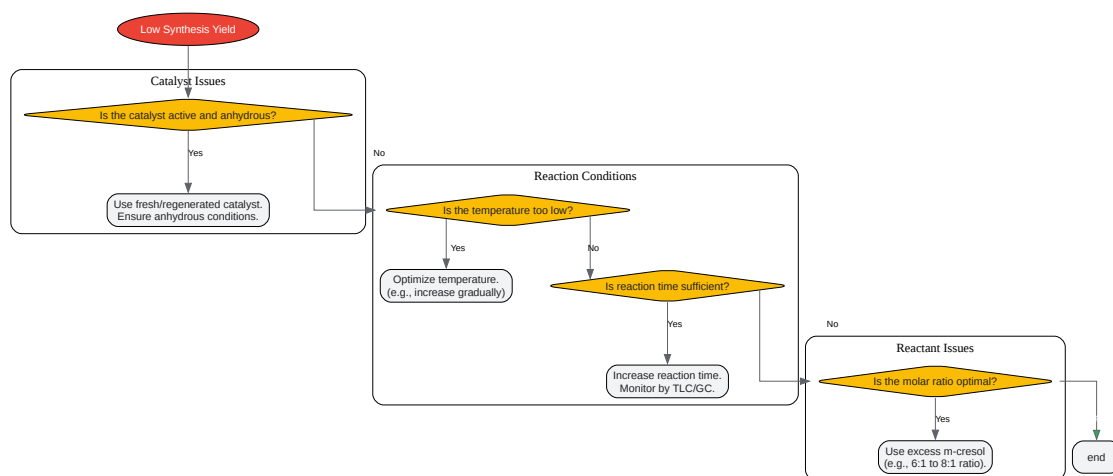 Low Synthesis Yield
Catalyst Issues
Is the catalyst active and anhydrous?
Yes
No
Use fresh/regenerated catalyst.
Ensure anhydrous conditions.
Reaction Conditions
Is the temperature too low?
Yes
No
Optimize temperature.
(e.g., increase gradually)
Is reaction time sufficient?
Yes
No
Increase reaction time.
Monitor by TLC/GC.
Reactant Issues
Is the molar ratio optimal?
Yes
Use excess m-cresol
(e.g., 6:1 to 8:1 ratio).
end